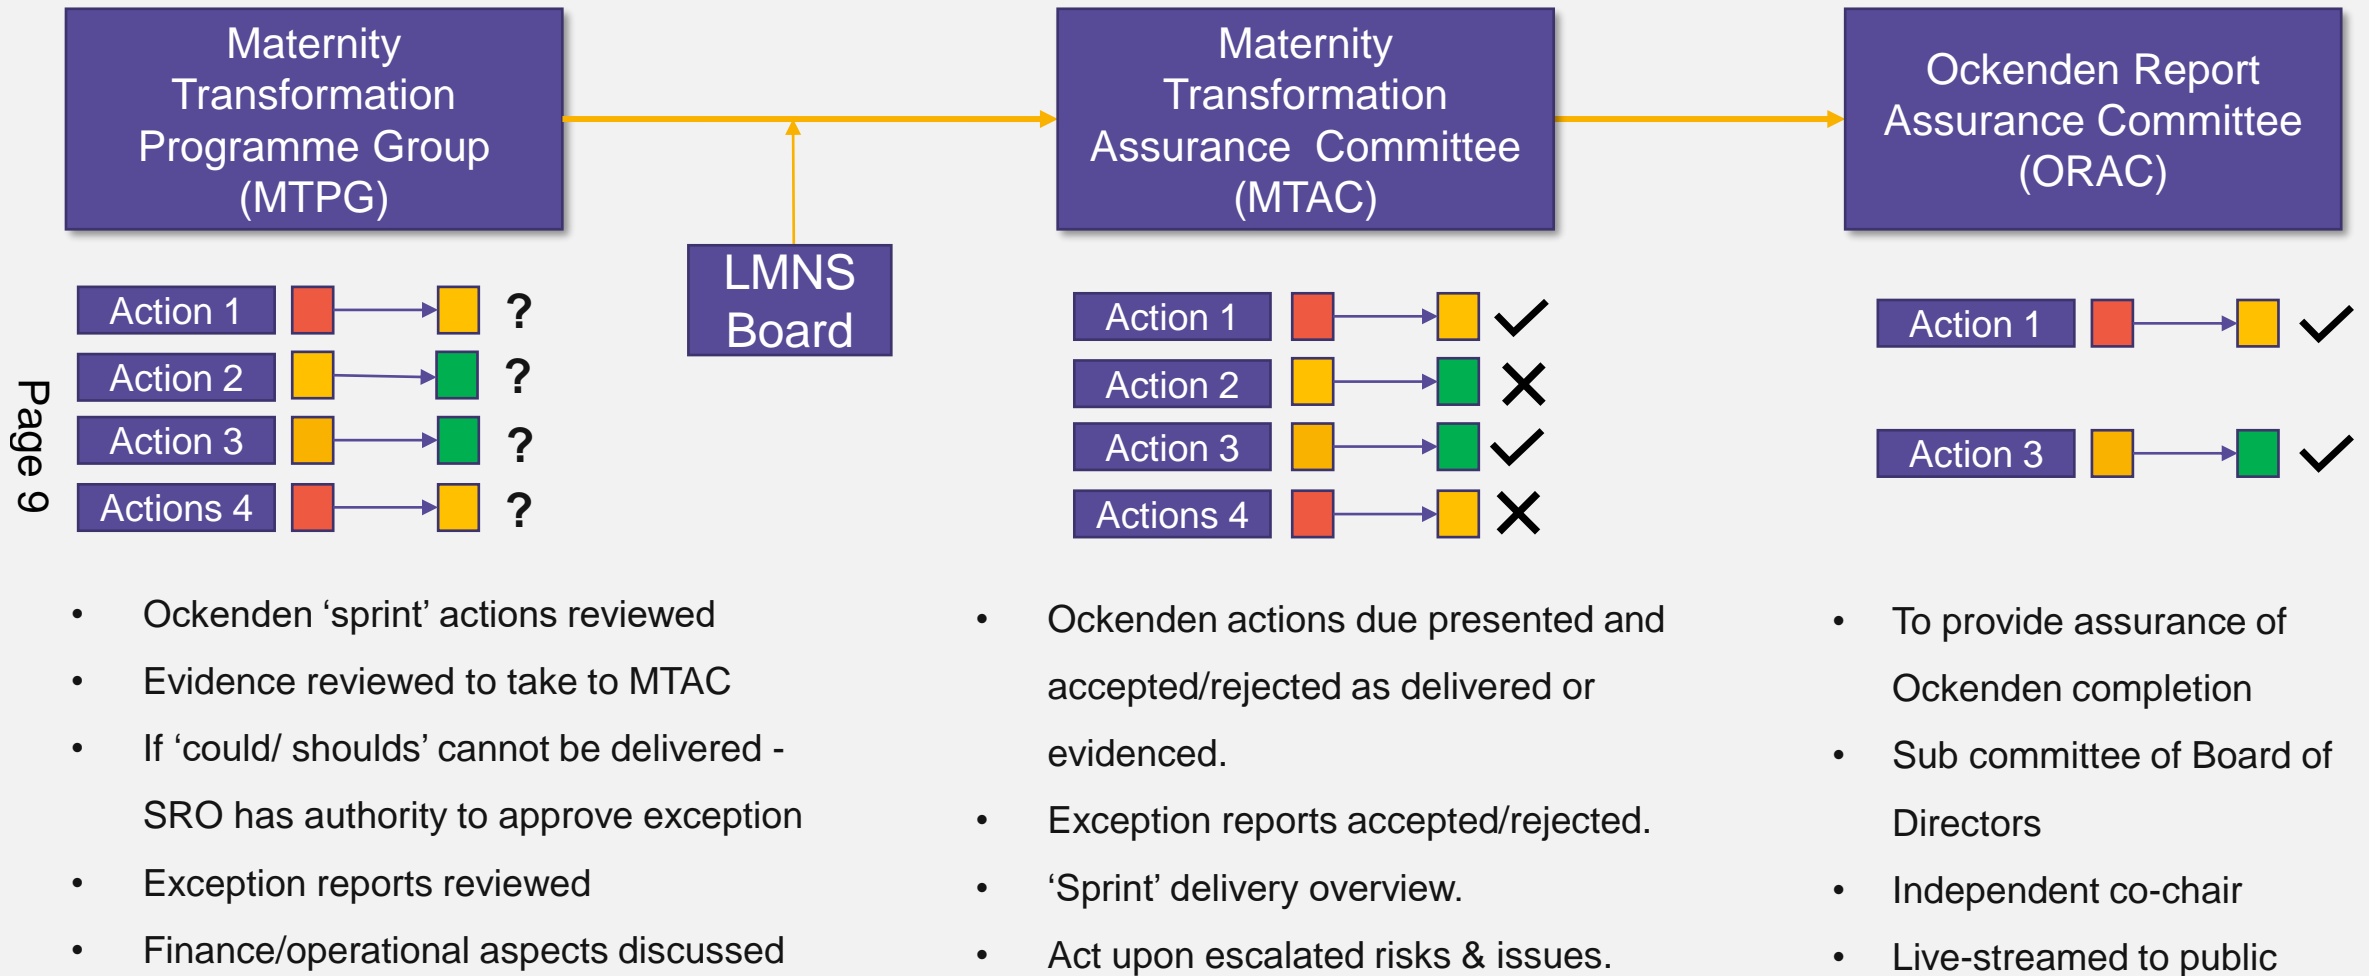 Maternity
Transformation
Programme Group
(MTPG)
LMNS
Board
Maternity
Transformation
Assurance Committee
(MTAC)
Ockenden Report
Assurance Committee
(ORAC)
Action 1
?
Action 2
?
Action 3
?
Actions 4
?
Action 1
Action 2
Action 3
Actions 4
Action 1
Action 3
Page 9
• Ockenden ‘sprint’ actions reviewed
• Evidence reviewed to take to MTAC
• If ‘could/ shoulds’ cannot be delivered -
SRO has authority to approve exception
• Exception reports reviewed
• Finance/operational aspects discussed
• Ockenden actions due presented and
accepted/rejected as delivered or
evidenced.
• Exception reports accepted/rejected.
• ‘Sprint’ delivery overview.
• Act upon escalated risks & issues.
• To provide assurance of
Ockenden completion
• Sub committee of Board of
Directors
• Independent co-chair
• Live-streamed to public